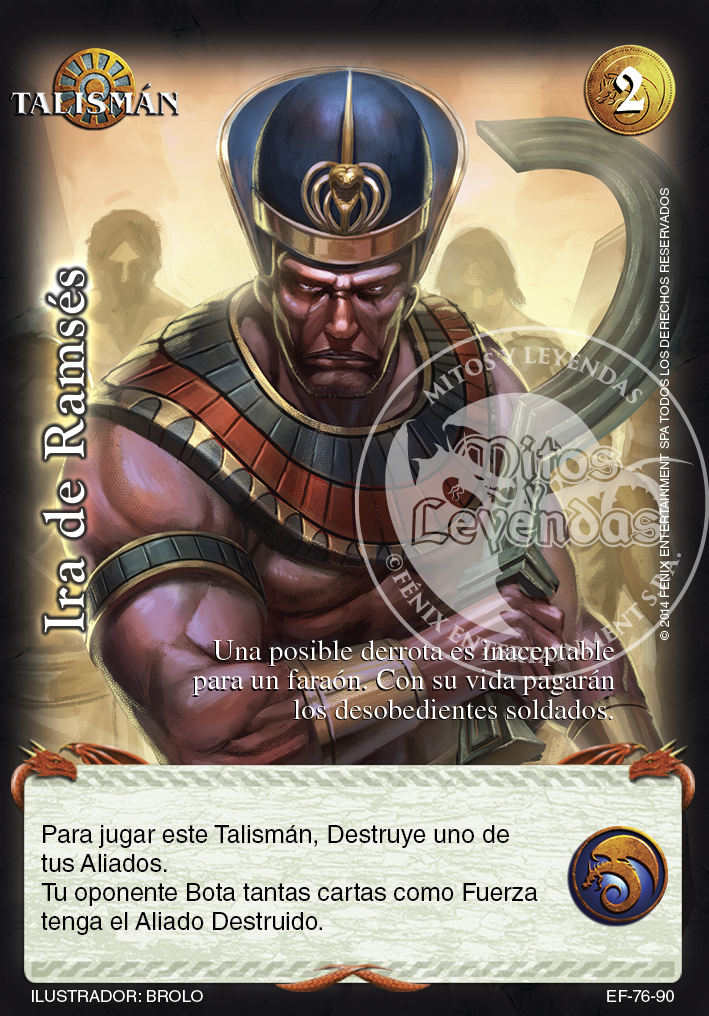 TALISMÁN
2
Ira de Ramsés
MITOS Y LEYENDAS
Mitos
Y
Leyendas
© FÉNIX ENTERTAINMENT S.P.A.
© 2014 FÉNIX ENTERTAINMENT SPA TODOS LOS DERECHOS RESERVADOS
Una posible derrota es inaceptable
para un faraón. Con su vida pagarán
los desobedientes soldados.
Para jugar este Talismán, Destruye uno de
tus Aliados.
Tu oponente Bota tantas cartas como Fuerza
tenga el Aliado Destruido.
ILUSTRADOR: BROLO
EF-76-90